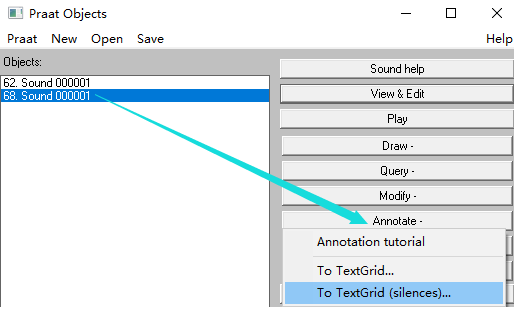 Praat Objects
Praat New Open Save Help
Objects:
62. Sound 000001
68. Sound 000001
Sound help
View & Edit
Play
Draw -
Query -
Modify -
Annotate -
Annotation tutorial
To TextGrid...
To TextGrid (silences)...